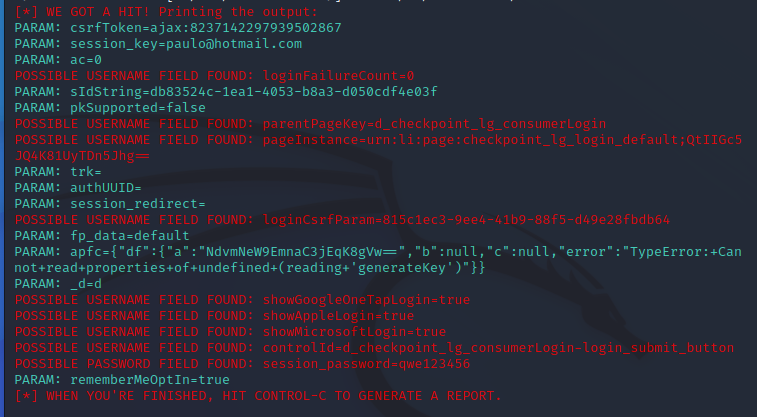 [*] WE GOT A HIT! Printing the output:
PARAM: csrfToken=ajax:8237142297939502867
PARAM: session_key=paulo@hotmail.com
PARAM: ac=0
POSSIBLE USERNAME FIELD FOUND: loginFailureCount=0
PARAM: sIdString=db83524c-1ea1-4053-b8a3-d050cdf4e03f
PARAM: pkSupported=false
POSSIBLE USERNAME FIELD FOUND: parentPageKey=d_checkpoint_lg_consumerLogin
POSSIBLE USERNAME FIELD FOUND: pageInstance=urn:li:page:checkpoint_lg_login_default;QtIIGc5
JQ4K81UyTDn5Jhg==
PARAM: trk=
PARAM: authUUID=
PARAM: session_redirect=
POSSIBLE USERNAME FIELD FOUND: loginCsrfParam=815c1ec3-9ee4-41b9-88f5-d49e28fbdb64
PARAM: fp_data=default
PARAM: apfc={"df":{"a":"NdvmNeW9EmnaC3jEqK8gVw==","b":null,"c":null,"error":"TypeError:+Can
not+read+properties+of+undefined+(reading+'generateKey')"}}
PARAM: _d=d
POSSIBLE USERNAME FIELD FOUND: showGoogleOneTapLogin=true
POSSIBLE USERNAME FIELD FOUND: showAppleLogin=true
POSSIBLE USERNAME FIELD FOUND: showMicrosoftLogin=true
POSSIBLE USERNAME FIELD FOUND: controlId=d_checkpoint_lg_consumerLogin-login_submit_button
POSSIBLE PASSWORD FIELD FOUND: session_password=qwe123456
PARAM: rememberMeOptIn=true
[*] WHEN YOU'RE FINISHED, HIT CONTROL-C TO GENERATE A REPORT.